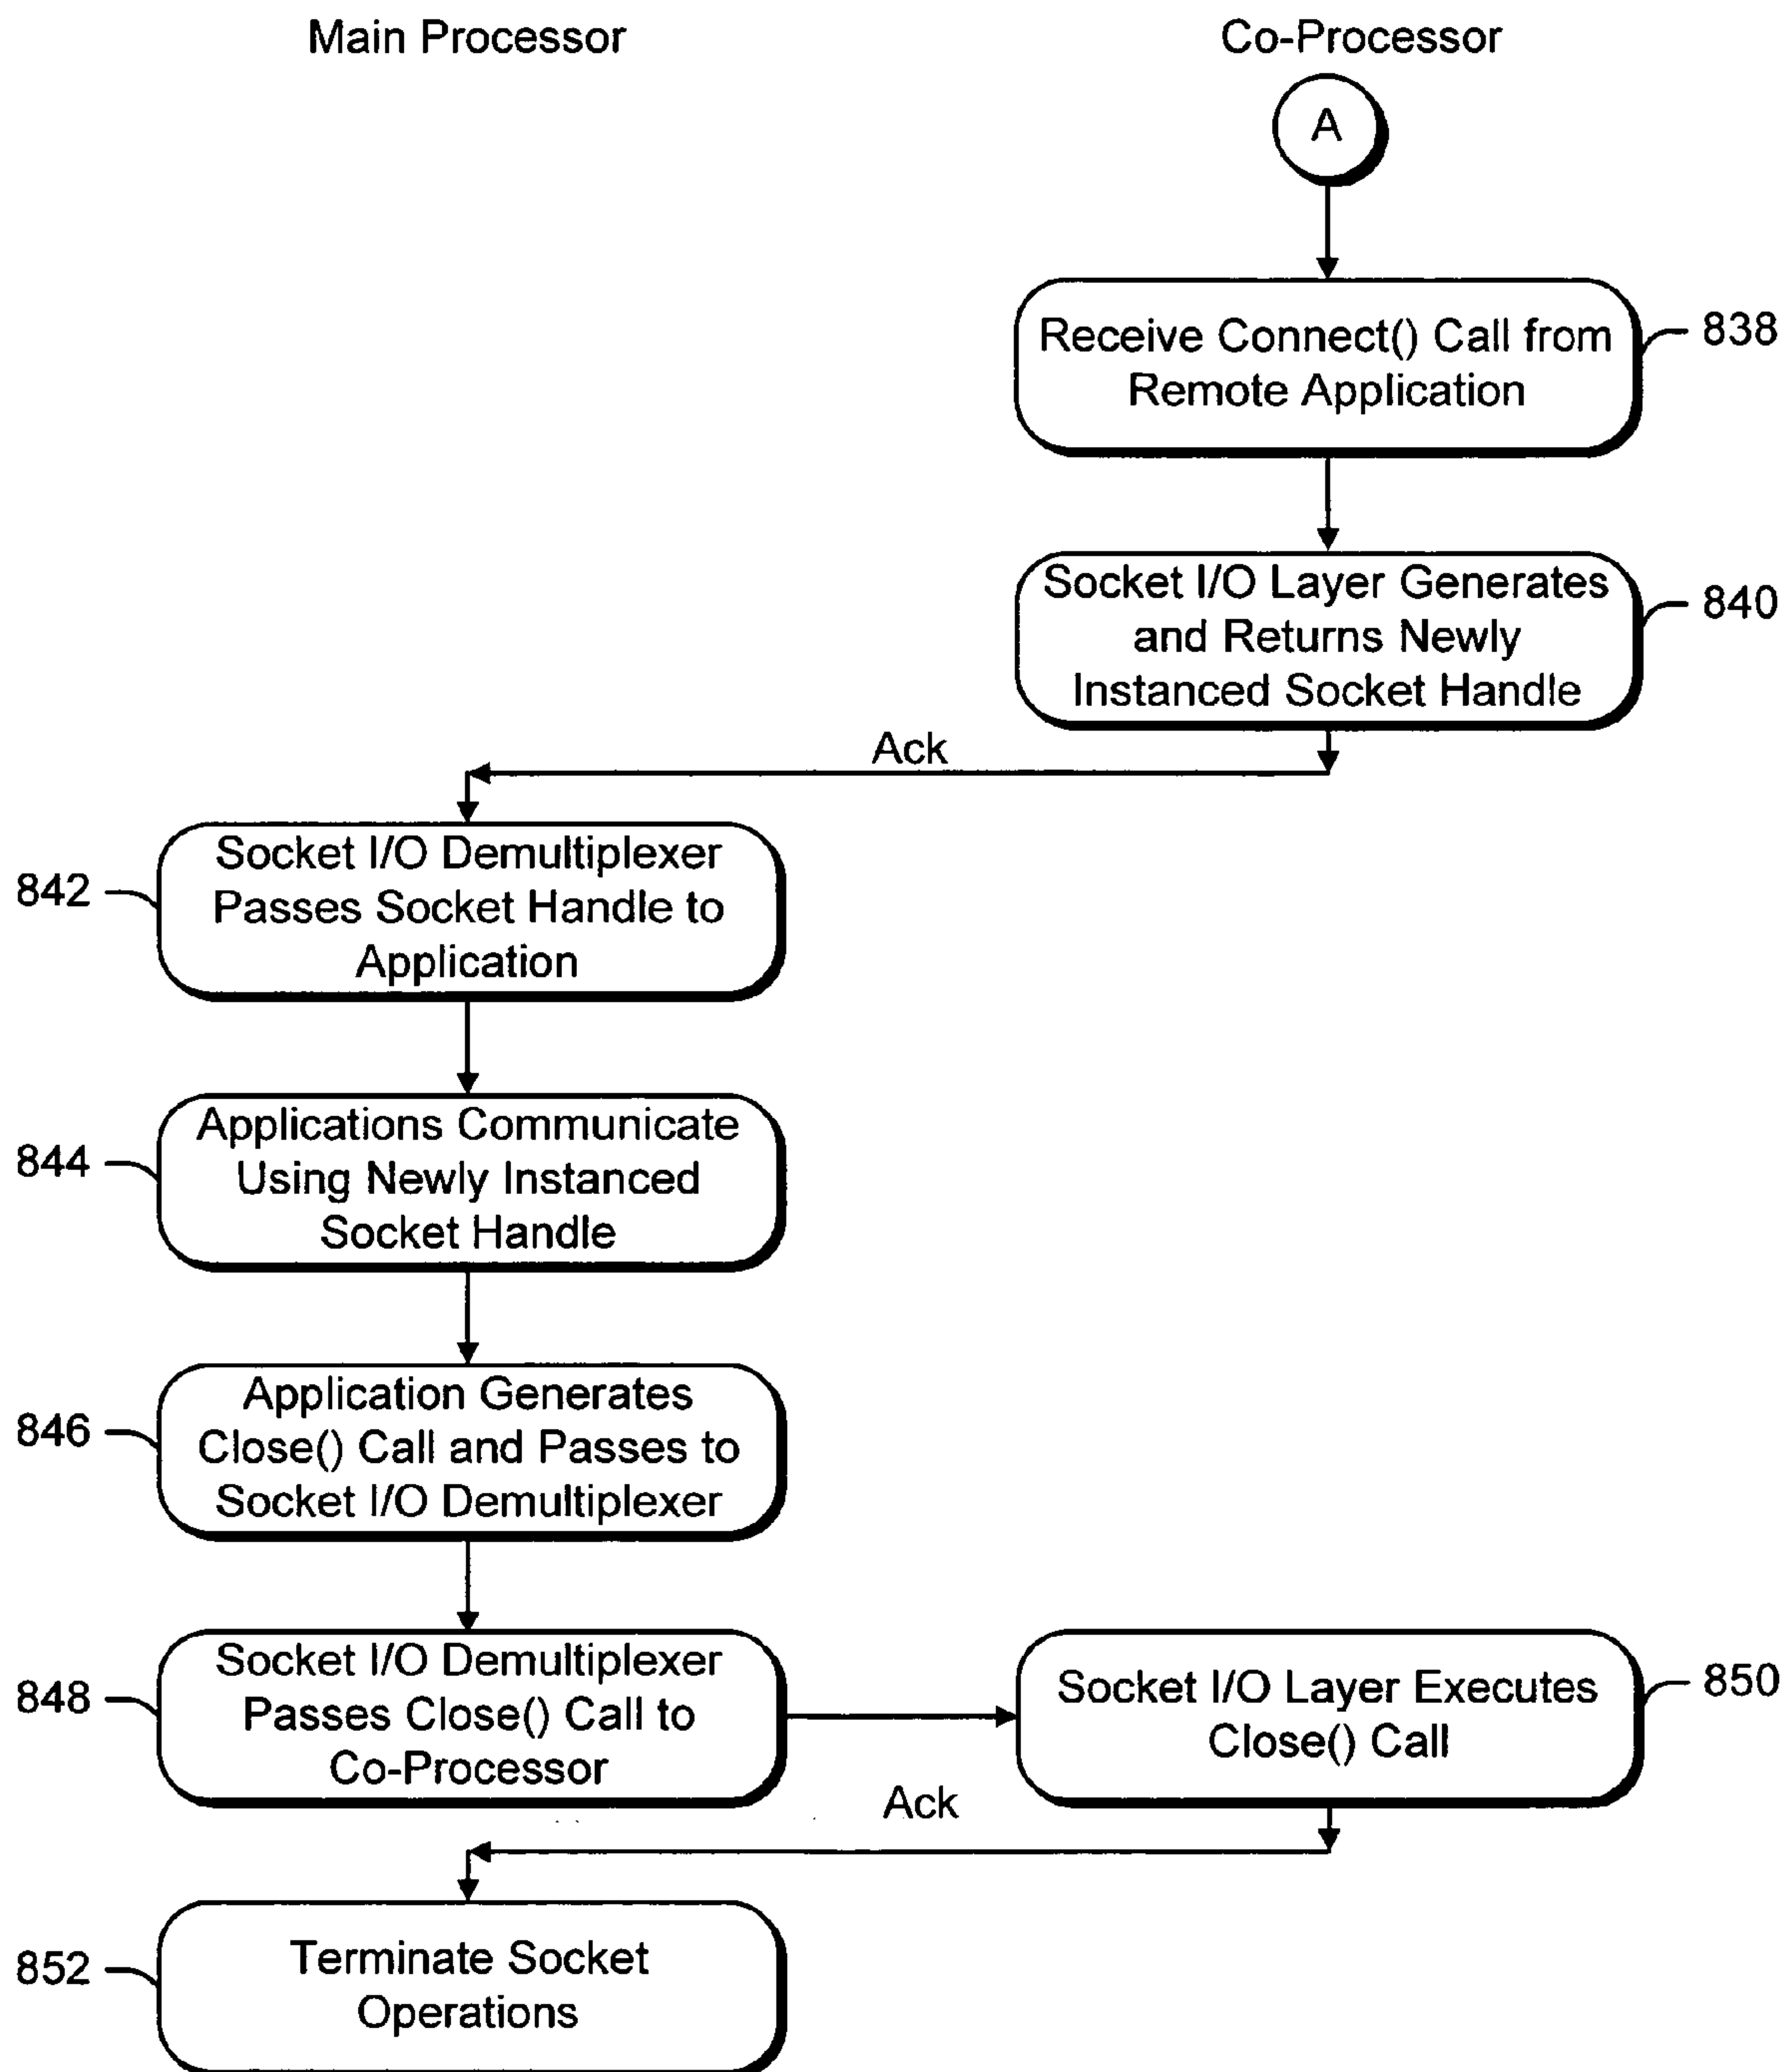 Main Processor
Co-Processor
A
Receive Connect() Call from
Remote Application
838
Socket I/O Layer Generates
and Returns Newly
Instanced Socket Handle
840
Ack
Socket I/O Demultiplexer
Passes Socket Handle to
Application
842
Applications Communicate
Using Newly Instanced
Socket Handle
844
Application Generates
Close() Call and Passes to
Socket I/O Demultiplexer
846
Socket I/O Demultiplexer
Passes Close() Call to
Co-Processor
848
Socket I/O Layer Executes
Close() Call
850
Ack
Terminate Socket
Operations
852